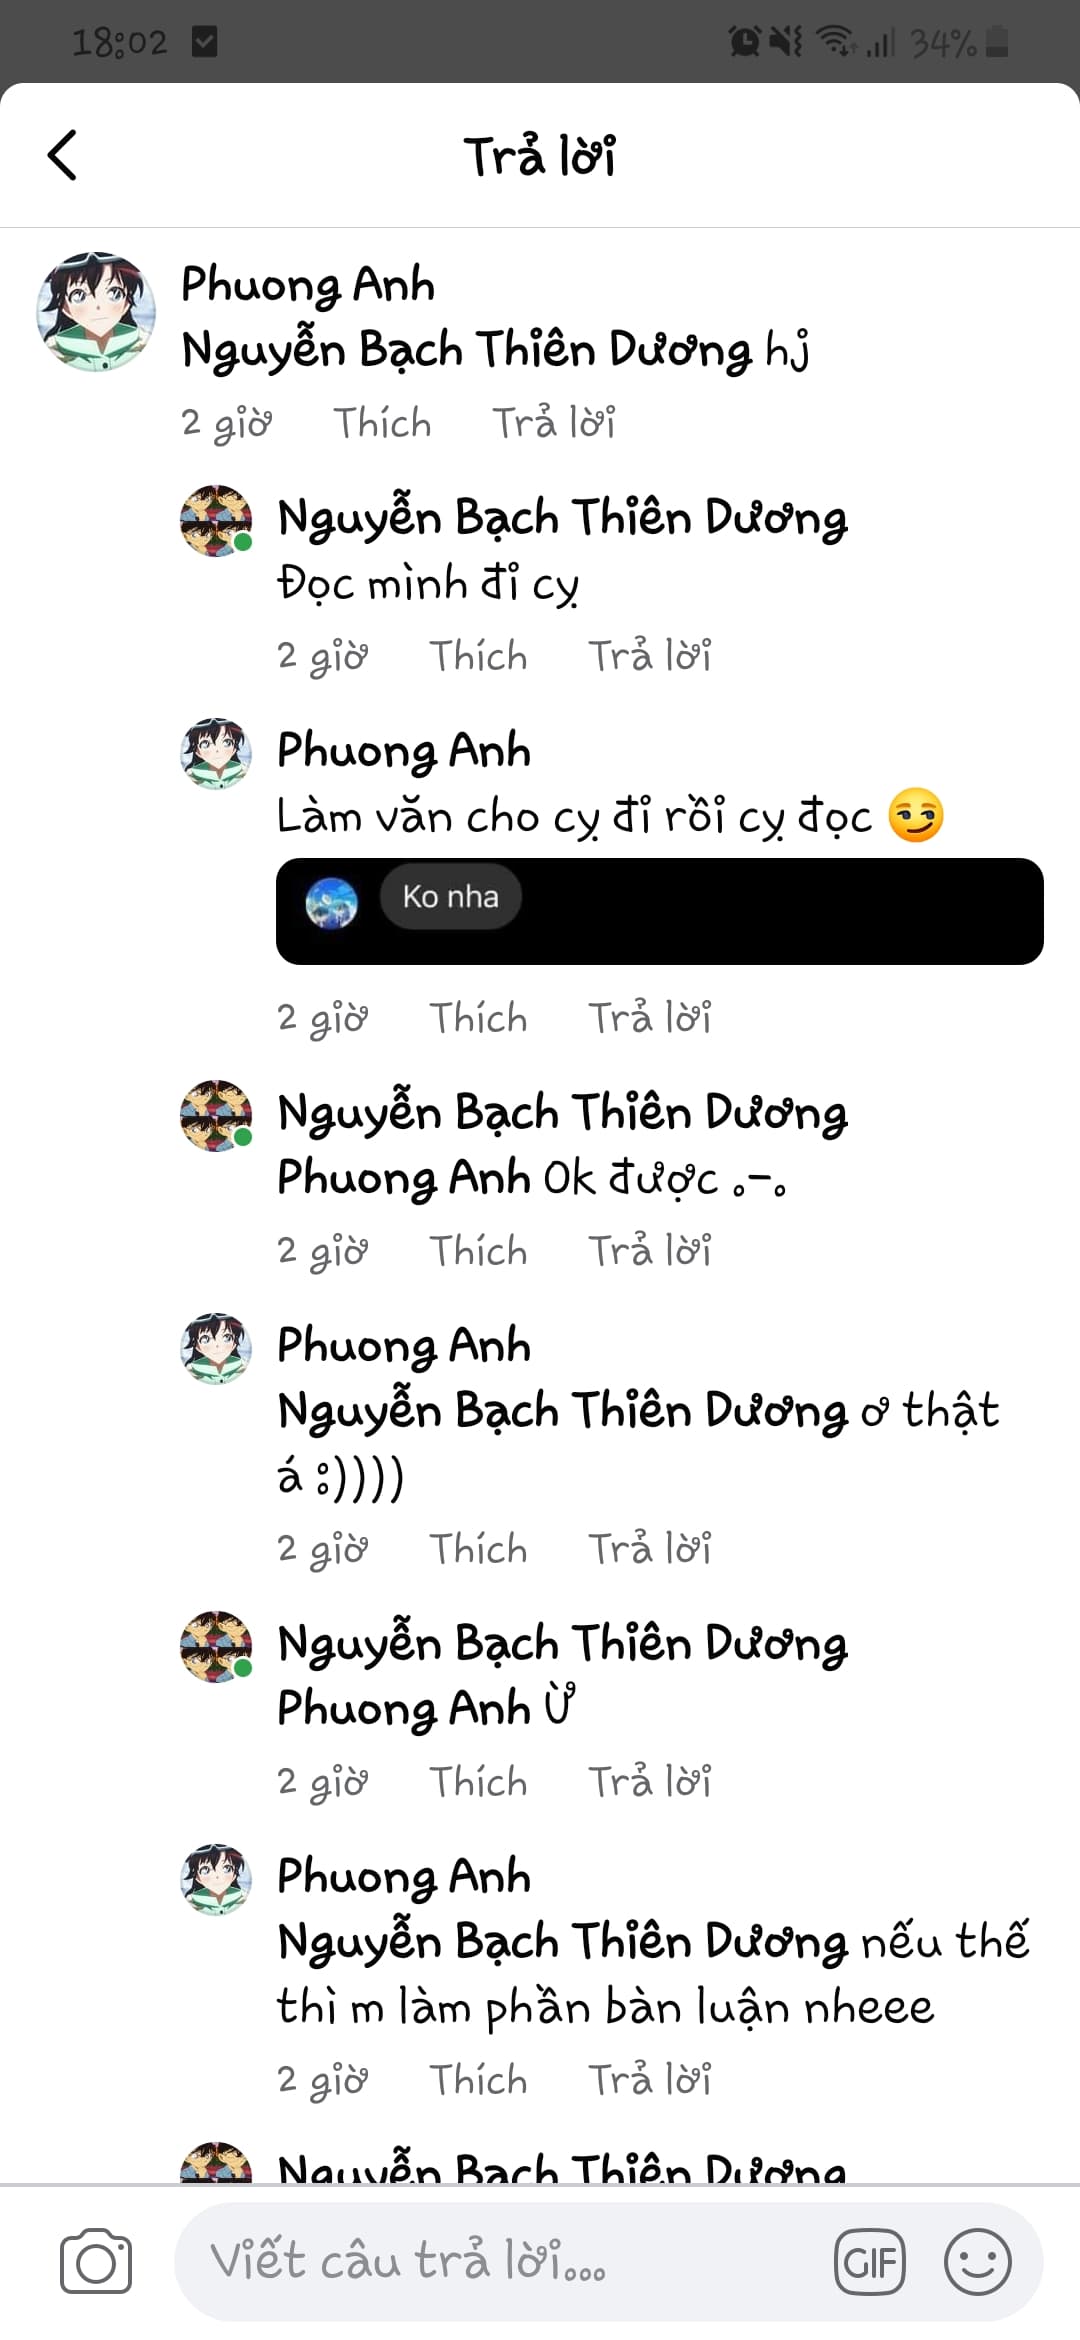 18:02
34%
Trả lời
Phuong Anh
Nguyễn Bạch Thiên Dương hj
2 giờ Thích Trả lời
Nguyễn Bạch Thiên Dương
Đọc mình đi cỵ
2 giờ Thích Trả lời
Phuong Anh
Làm văn cho cỵ đi rồi cỵ đọc 😏
Ko nha
2 giờ Thích Trả lời
Nguyễn Bạch Thiên Dương
Phuong Anh Ok được .-.
2 giờ Thích Trả lời
Phuong Anh
Nguyễn Bạch Thiên Dương ơ thật
á :))))
2 giờ Thích Trả lời
Nguyễn Bạch Thiên Dương
Phuong Anh Ừ
2 giờ Thích Trả lời
Phuong Anh
Nguyễn Bạch Thiên Dương nếu thế
thì m làm phần bàn luận nheee
2 giờ Thích Trả lời
Nguyễn Bạch Thiên Dương
Viết câu trả lời...
GIF